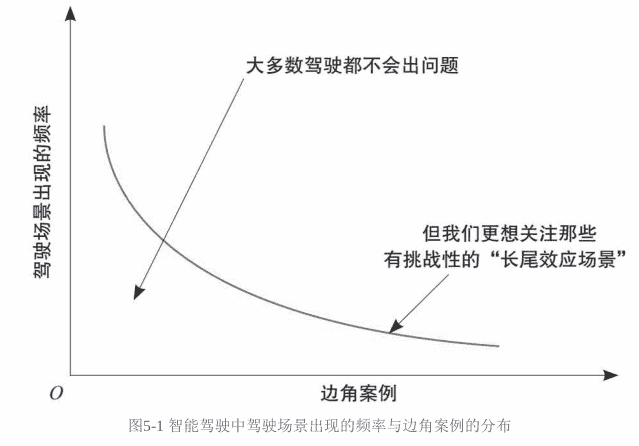 大多数驾驶都不会出问题
驾驶场景出现的频率
但我们更想关注那些
有挑战性的“长尾效应场景”
O
边角案例
图5-1 智能驾驶中驾驶场景出现的频率与边角案例的分布